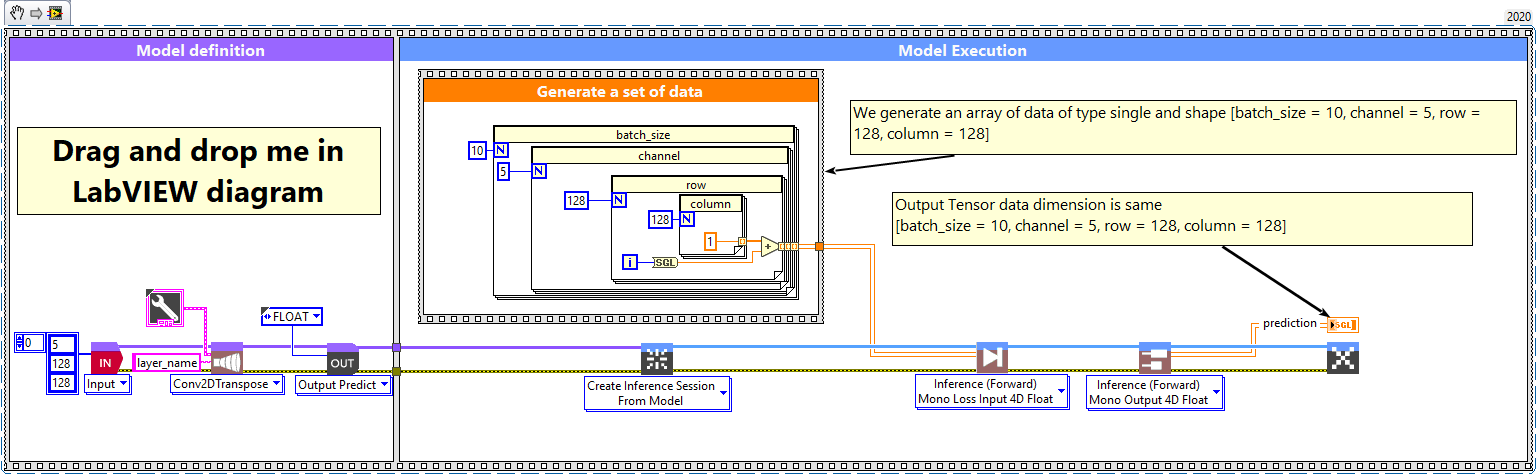 2020
Model definition
Model Execution
Generate a set of data
Drag and drop me in
LabVIEW diagram
batch_size
10
N
channel
5
N
row
128
N
column
128
N
1
+
i
SGL
We generate an array of data of type single and shape [batch_size = 10, channel = 5, row =
128, column = 128]
Output Tensor data dimension is same
[batch_size = 10, channel = 5, row = 128, column = 128]
FLOAT
0
5
128
128
IN
layer_name
OUT
Input
Conv2DTranspose
Output Predict
Create Inference Session
From Model
Inference (Forward)
Mono Loss Input 4D Float
Inference (Forward)
Mono Output 4D Float
prediction
SGL